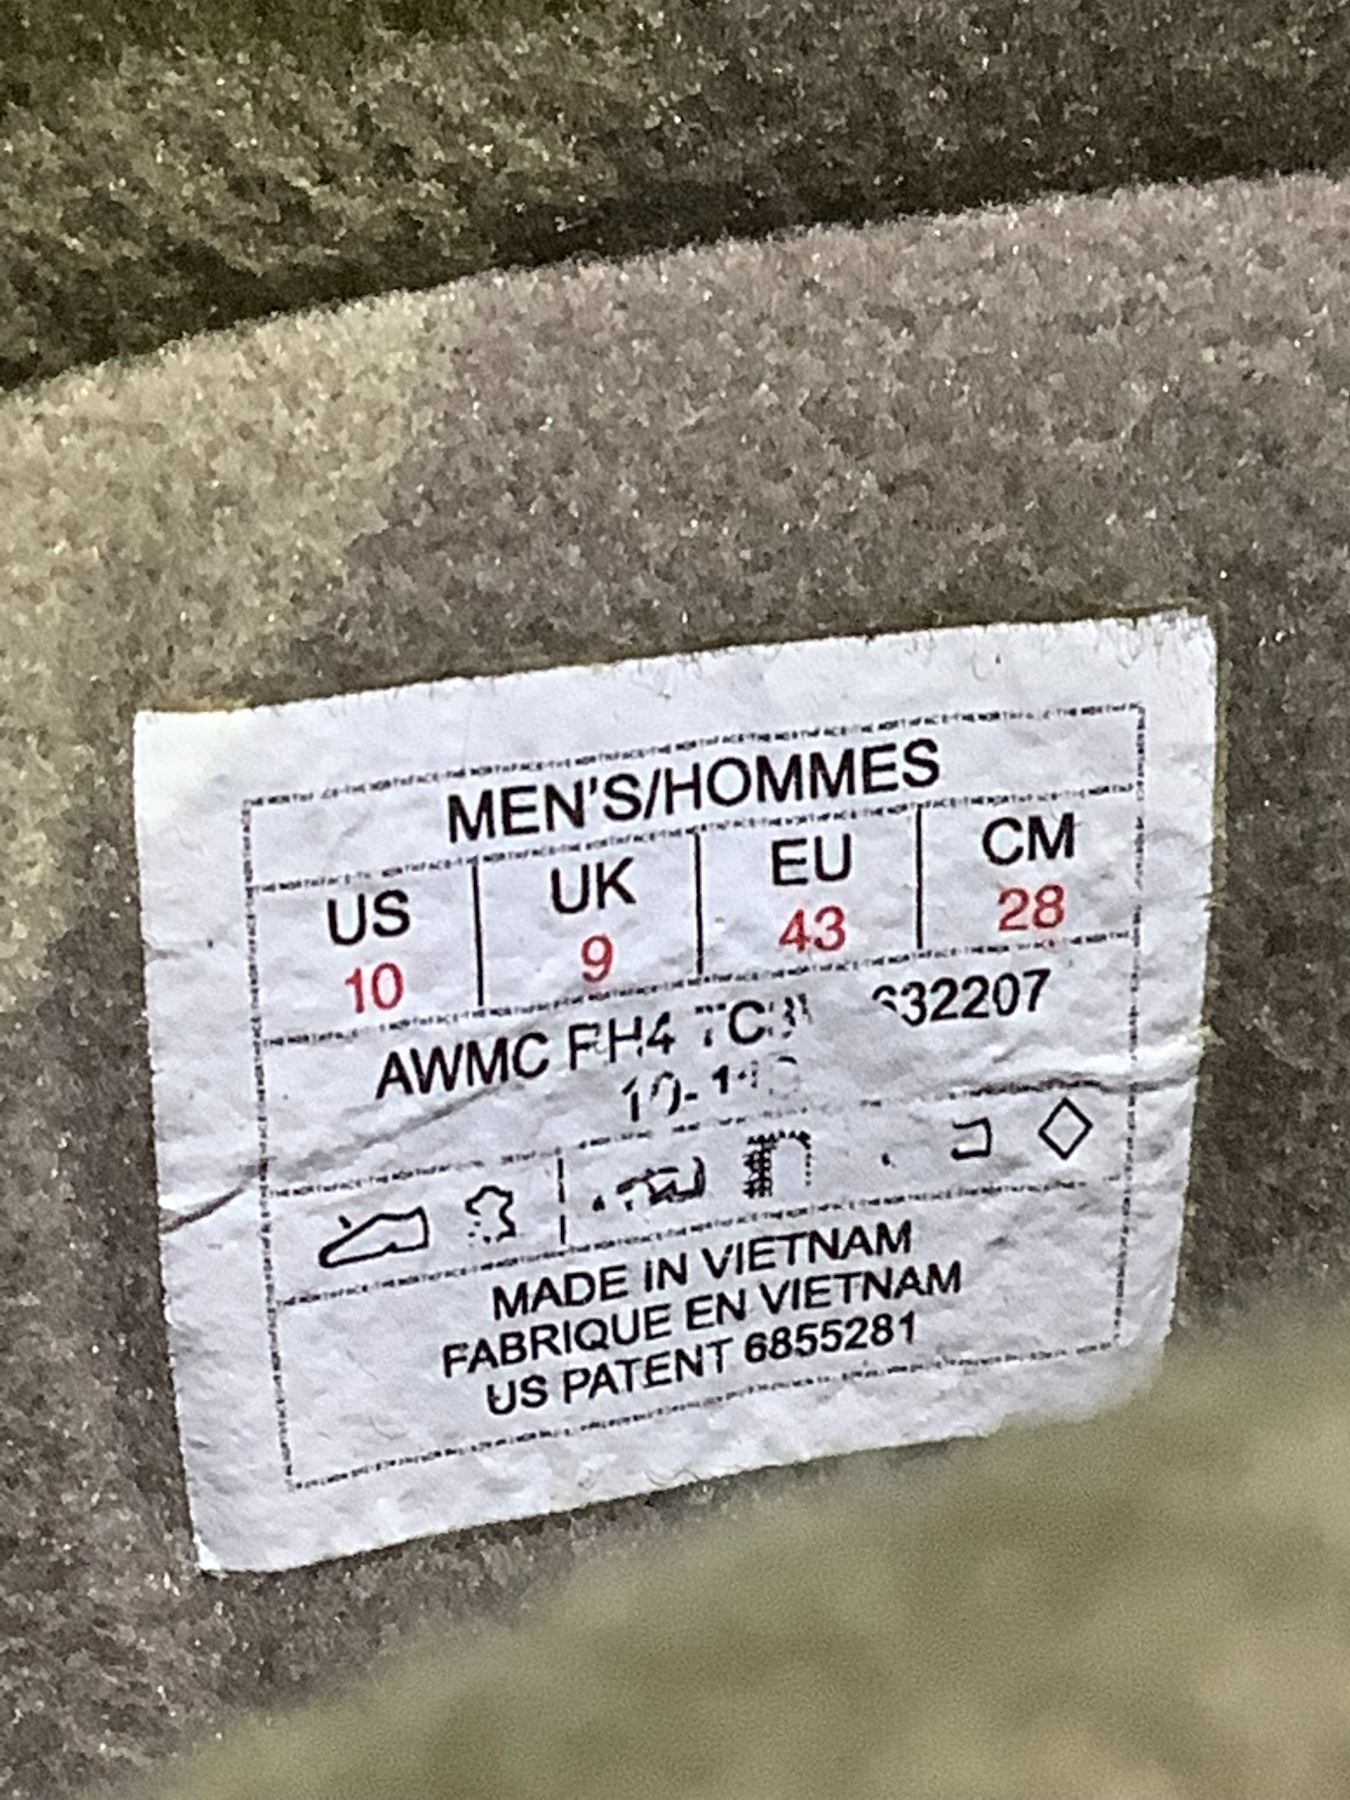 MEN'S/HOMMES
US UK EU CM
10 9 43 28
AWMC FH4
MADE IN VIETNAM
FABRIQUE EN VIETNAM
US PATENT 6855281